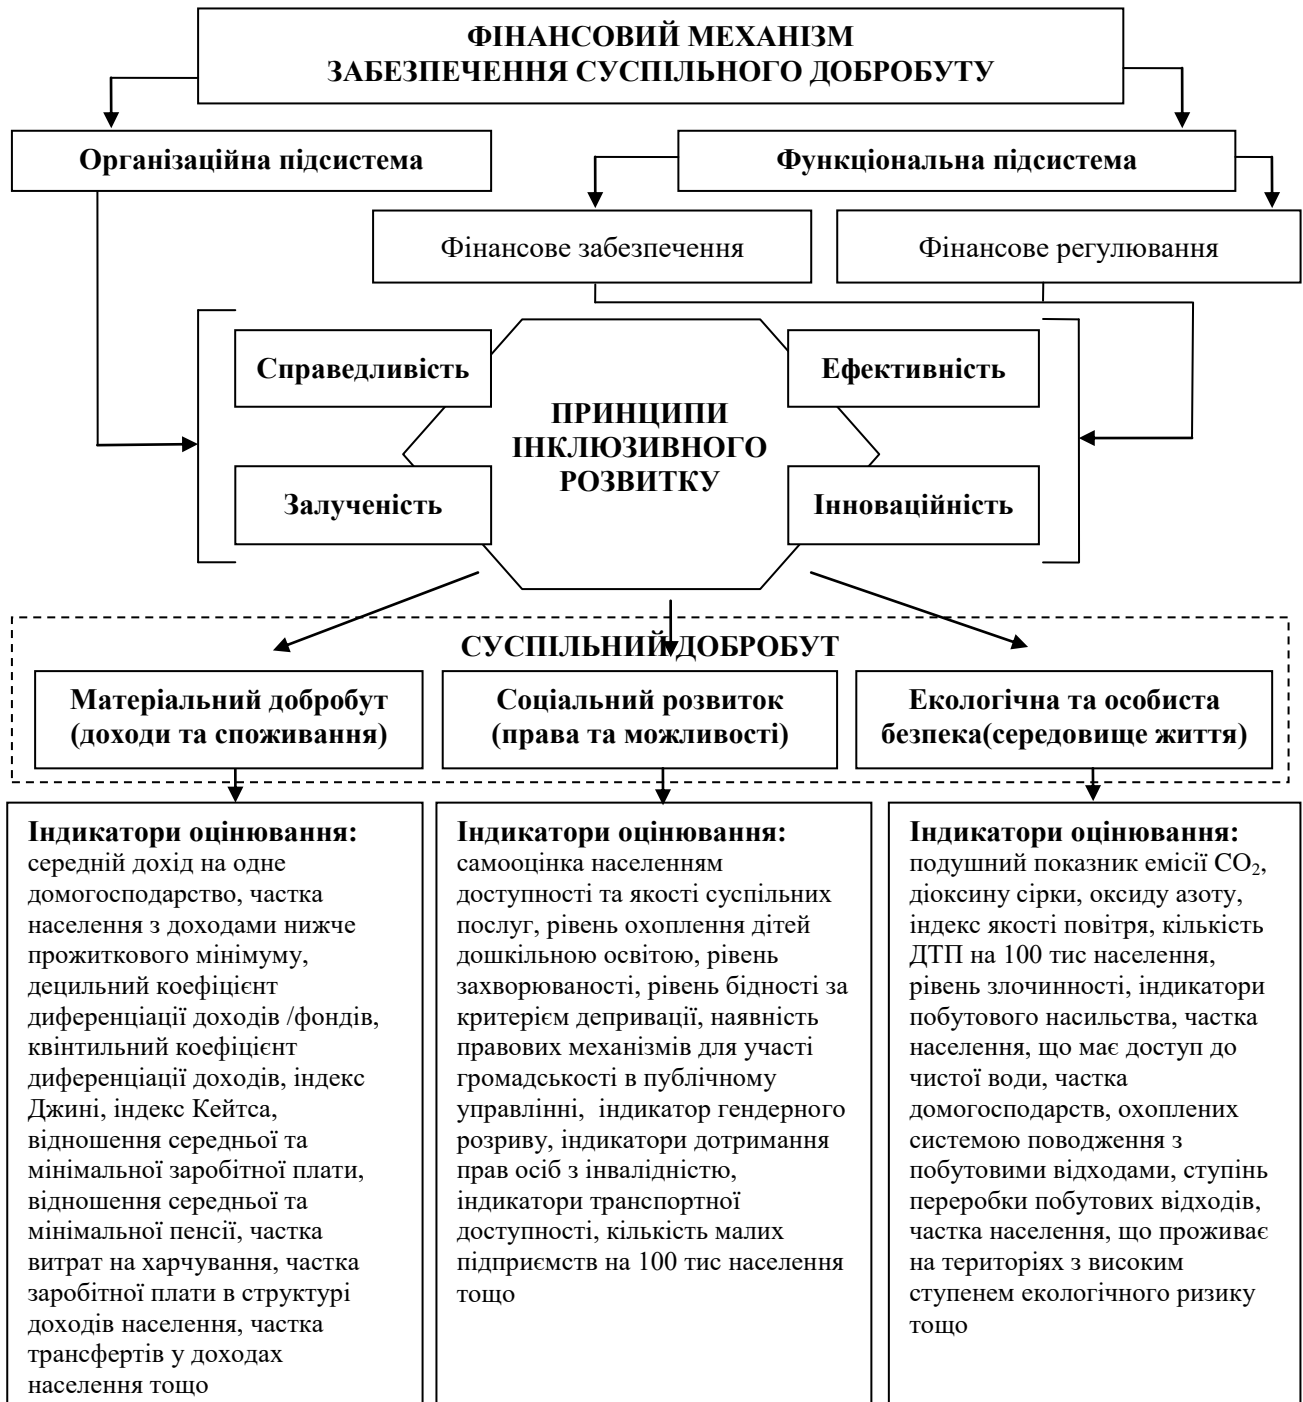 ФІНАНСОВИЙ МЕХАНІЗМ
ЗАБЕЗПЕЧЕННЯ СУСПІЛЬНОГО ДОБРОБУТУ
Організаційна підсистема
Функціональна підсистема
Фінансове забезпечення
Фінансове регулювання
Справедливість
Ефективність
ПРИНЦИПИ
ІНКЛЮЗИВНОГО
РОЗВИТКУ
Залученість
Інноваційність
СУСПІЛЬНИЙ ДОБРОБУТ
Матеріальний добробут
(доходи та споживання)
Соціальний розвиток
(права та можливості)
Екологічна та особиста
безпека(середовище життя)
Індикатори оцінювання:
середній дохід на одне
домогосподарство, частка
населення з доходами нижче
прожиткового мінімуму,
децильний коефіцієнт
диференціації доходів /фондів,
квінтильний коефіцієнт
диференціації доходів, індекс
Джині, індекс Кейтса,
відношення середньої та
мінімальної заробітної плати,
відношення середньої та
мінімальної пенсії, частка
витрат на харчування, частка
заробітної плати в структурі
доходів населення, частка
трансфертів у доходах
населення тощо
Індикатори оцінювання:
самооцінка населенням
доступності та якості суспільних
послуг, рівень охоплення дітей
дошкільною освітою, рівень
захворюваності, рівень бідності за
критерієм депривації, наявність
правових механізмів для участі
громадськості в публічному
управлінні, індикатор гендерного
розриву, індикатори дотримання
прав осіб з інвалідністю,
індикатори транспортної
доступності, кількість малих
підприємств на 100 тис населення
тощо
Індикатори оцінювання:
подушний показник емісії CO₂,
діоксину сірки, оксиду азоту,
індекс якості повітря, кількість
ДТП на 100 тис населення,
рівень злочинності, індикатори
побутового насильства, частка
населення, що має доступ до
чистої води, частка
домогосподарств, охоплених
системою поводження з
побутовими відходами, ступінь
переробки побутових відходів,
частка населення, що проживає
на територіях з високим
ступенем екологічного ризику
тощо